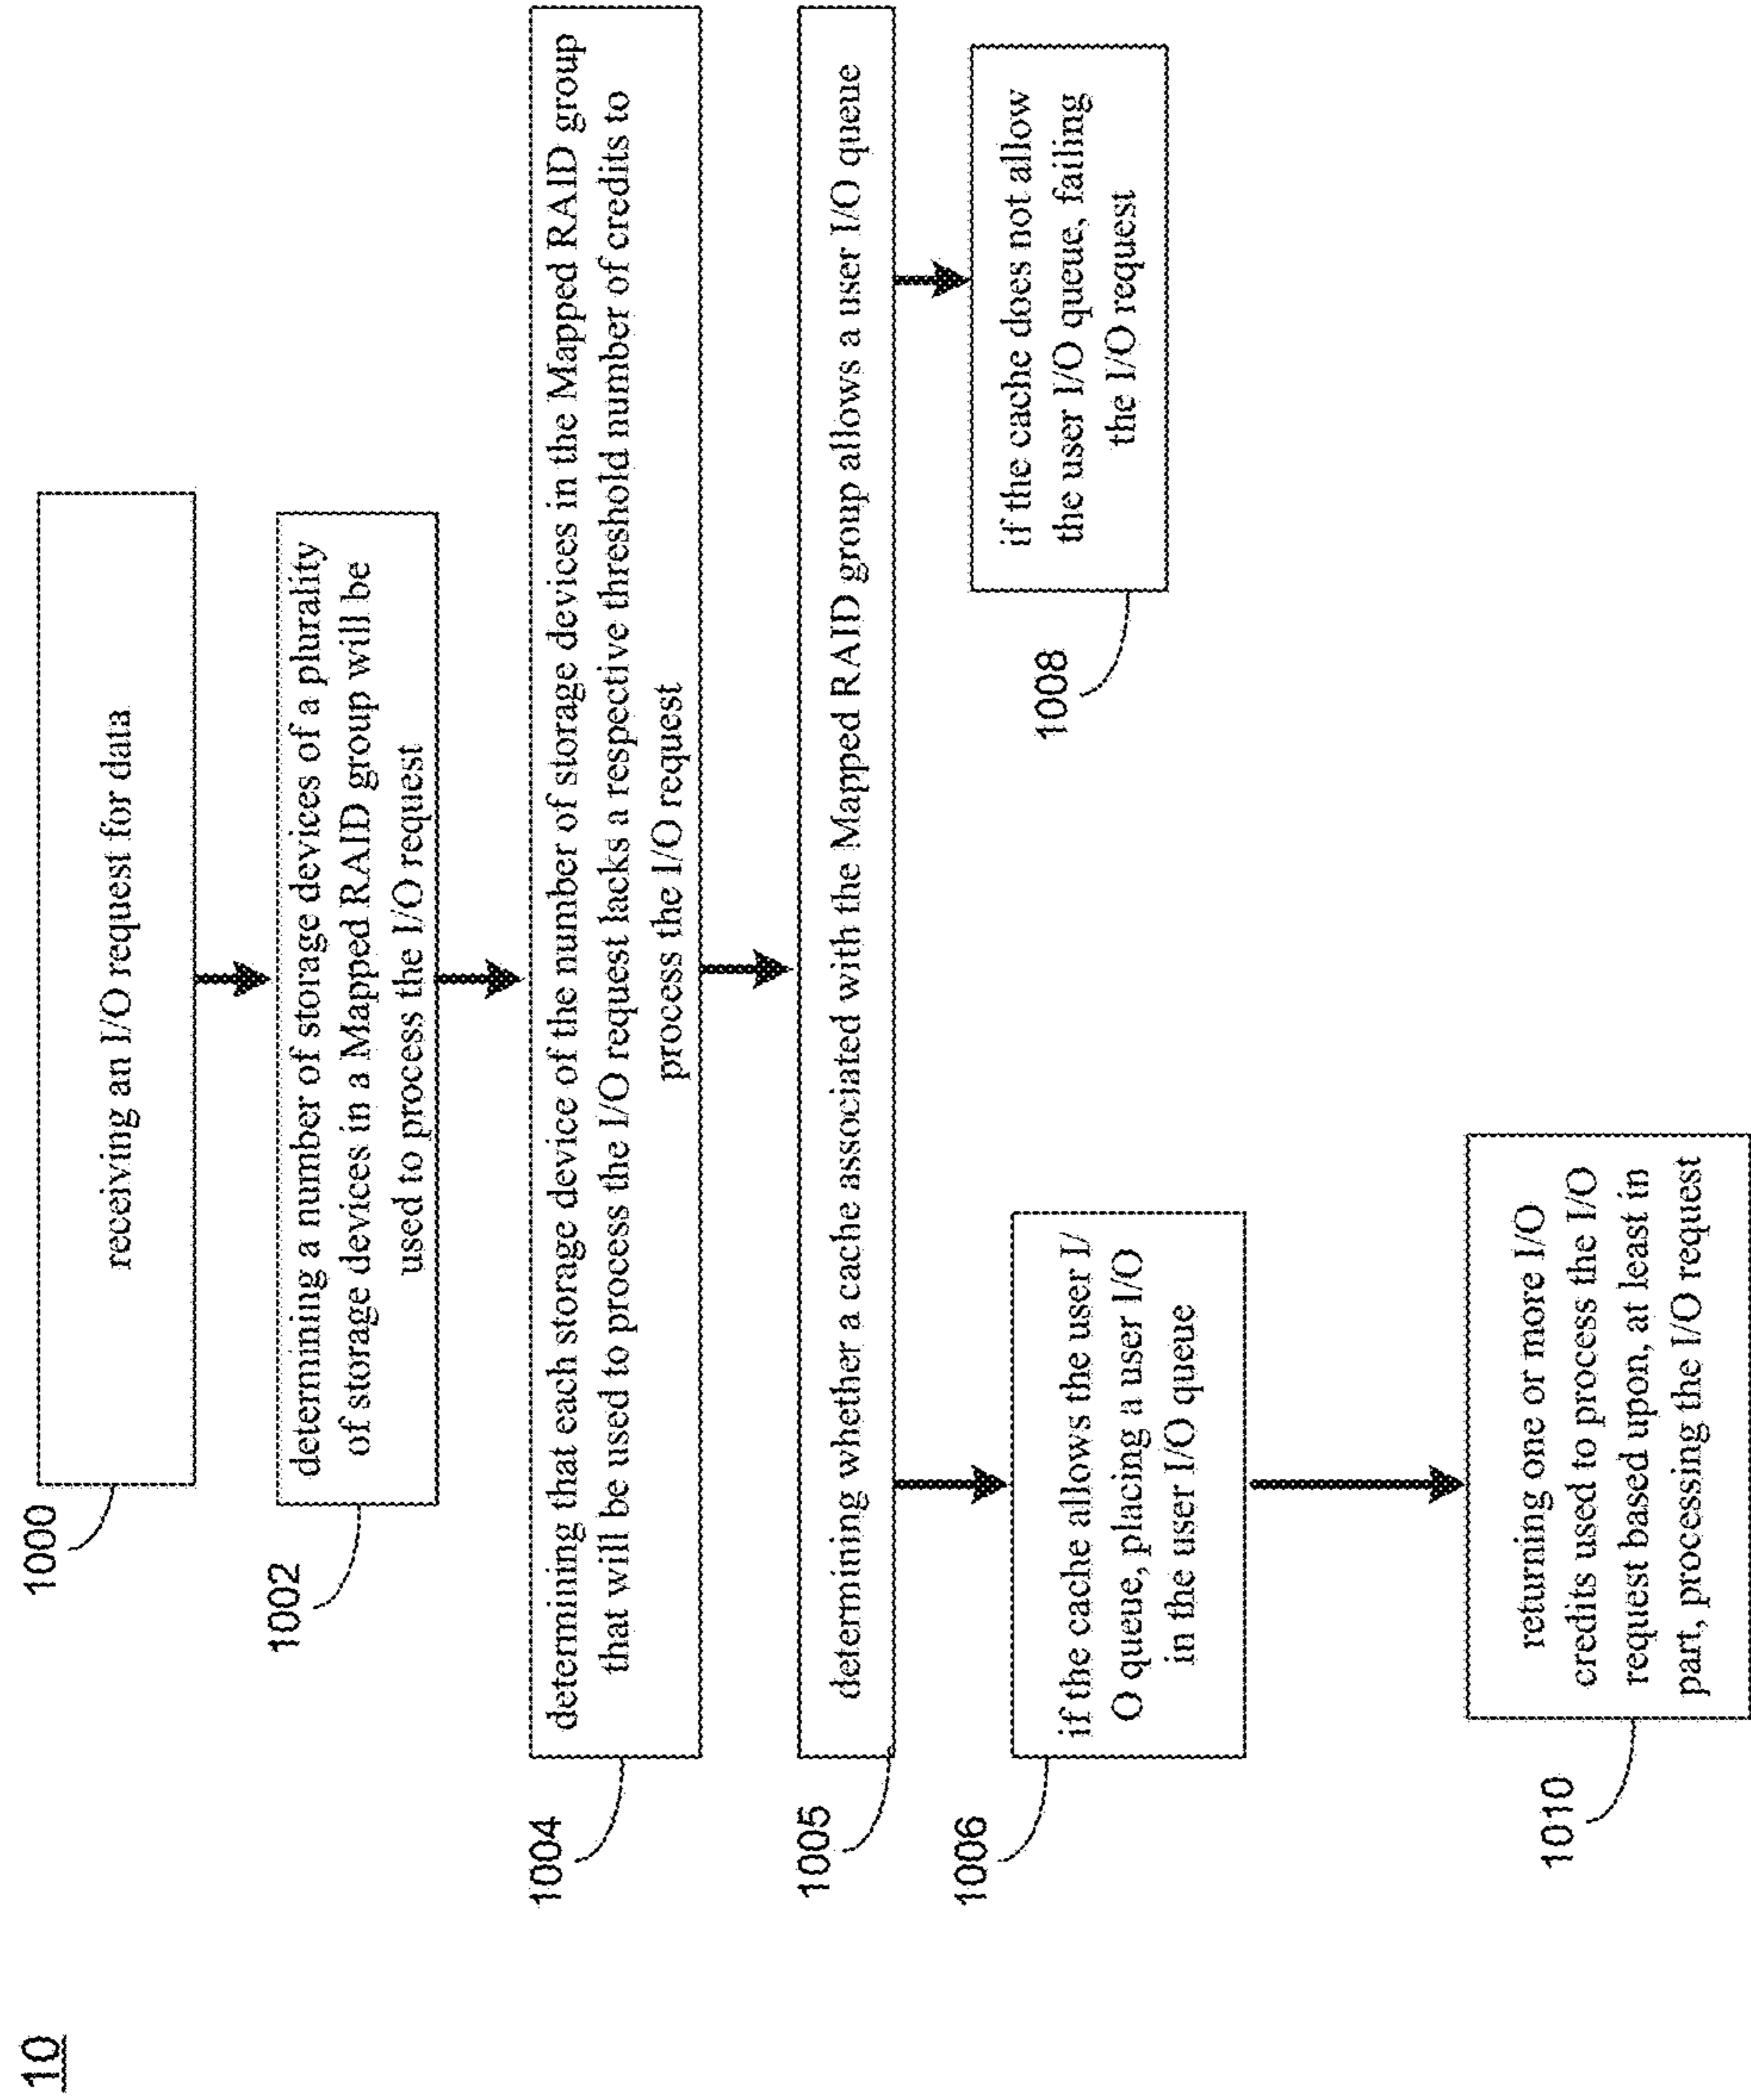 10
1000
receiving an I/O request for data
1002
determining a number of storage devices of a plurality
of storage devices in a Mapped RAID group will be
used to process the I/O request
1004
determining that each storage device of the number of storage devices in the Mapped RAID group
that will be used to process the I/O request lacks a respective threshold number of credits to
process the I/O request
1005
determining whether a cache associated with the Mapped RAID group allows a user I/O queue
1006
if the cache allows the user I/
O queue, placing a user I/O
in the user I/O queue
1008
if the cache does not allow
the user I/O queue, failing
the I/O request
1010
returning one or more I/O
credits used to process the I/O
request based upon, at least in
part, processing the I/O request